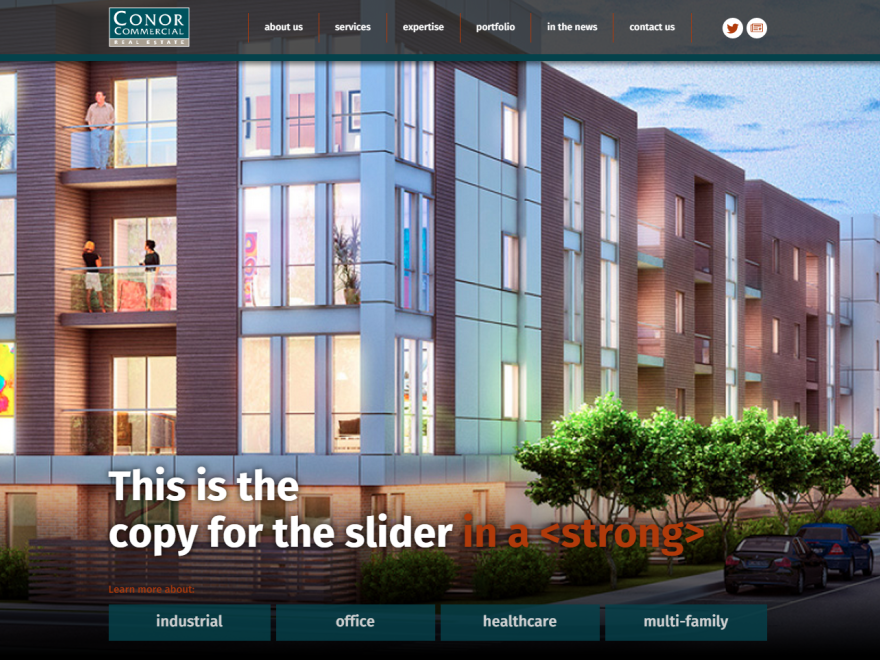 CONOR
COMMERCIAL
REAL ESTATE
about us
services
expertise
portfolio
in the news
contact us
This is the
copy for the slider in a <strong>
Learn more about:
industrial
office
healthcare
multi-family